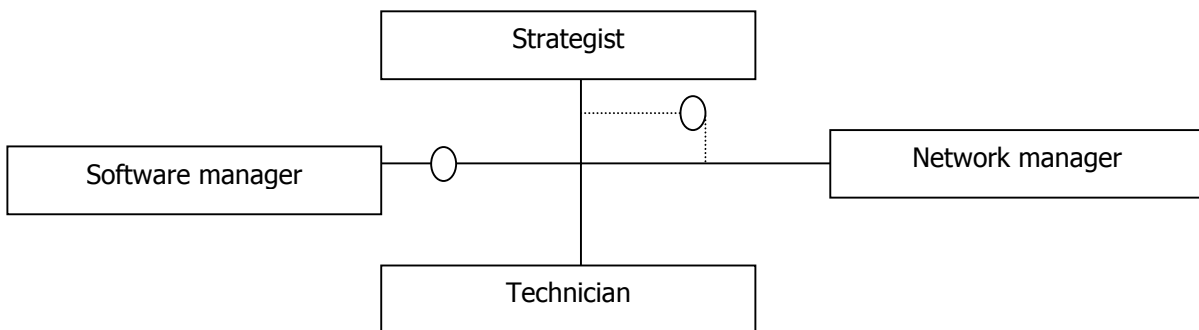 Strategist
Network manager
Software manager
Technician